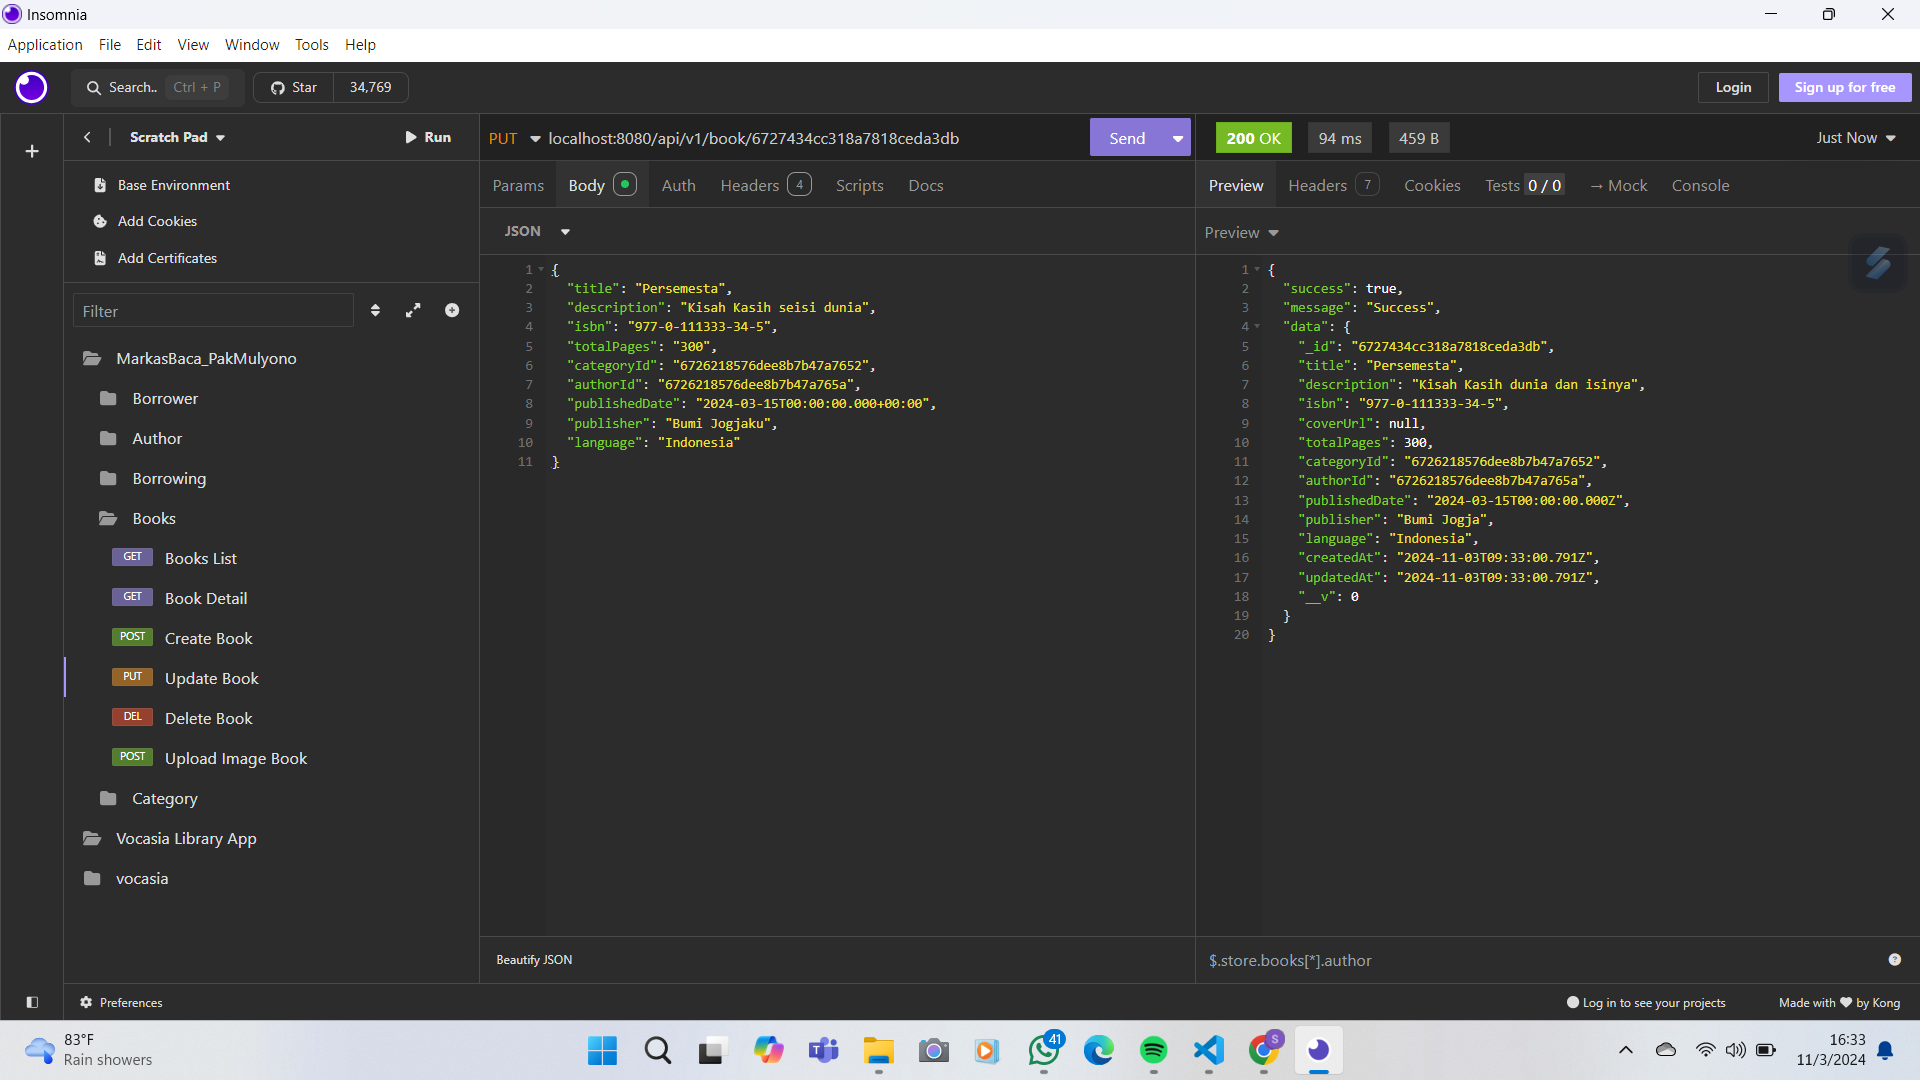 Insomnia
Application File Edit View Window Tools Help
Search.. Ctrl + P Star 34,769 Login Sign up for free
Scratch Pad Run
Base Environment
Add Cookies
Add Certificates
Filter
MarkasBaca_PakMulyono
Borrower
Author
Borrowing
Books
GET Books List
GET Book Detail
POST Create Book
PUT Update Book
DEL Delete Book
POST Upload Image Book
Category
Vocasia Library App
vocasia
PUT localhost:8080/api/v1/book/6727434cc318a7818ceda3db Send
Params Body Auth Headers 4 Scripts Docs
JSON
1 {
2 "title": "Persemesta",
3 "description": "Kisah Kasih seisi dunia",
4 "isbn": "977-0-111333-34-5",
5 "totalPages": "300",
6 "categoryId": "6726218576dee8b7b47a7652",
7 "authorId": "6726218576dee8b7b47a765a",
8 "publishedDate": "2024-03-15T00:00:00.000+00:00",
9 "publisher": "Bumi Jogjaku",
10 "language": "Indonesia"
11 }
Beautify JSON
200 OK 94 ms 459 B Just Now
Preview Headers 7 Cookies Tests 0 / 0 → Mock Console
Preview
1 {
2 "success": true,
3 "message": "Success",
4 "data": {
5 "_id": "6727434cc318a7818ceda3db",
6 "title": "Persemesta",
7 "description": "Kisah Kasih dunia dan isinya",
8 "isbn": "977-0-111333-34-5",
9 "coverUrl": null,
10 "totalPages": 300,
11 "categoryId": "6726218576dee8b7b47a7652",
12 "authorId": "6726218576dee8b7b47a765a",
13 "publishedDate": "2024-03-15T00:00:00.000Z",
14 "publisher": "Bumi Jogja",
15 "language": "Indonesia",
16 "createdAt": "2024-11-03T09:33:00.791Z",
17 "updatedAt": "2024-11-03T09:33:00.791Z",
18 "__v": 0
19 }
20 }
$.store.books[*].author
Preferences
Log in to see your projects Made with ♥ by Kong
83°F
Rain showers
41
S
16:33
11/3/2024